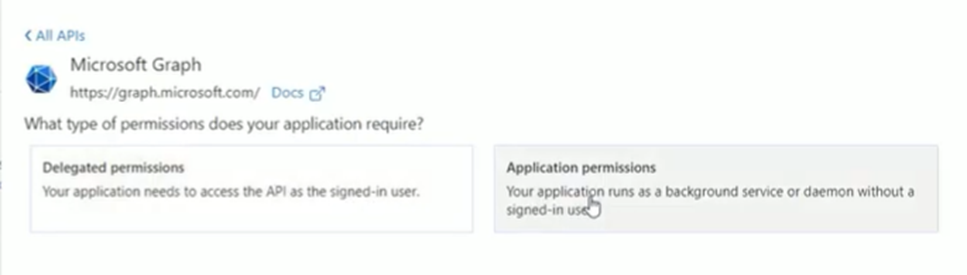 All APIs
Microsoft Graph
https://graph.microsoft.com/ Docs
What type of permissions does your application require?
Delegated permissions
Your application needs to access the API as the signed-in user.
Application permissions
Your application runs as a background service or daemon without a
signed-in use